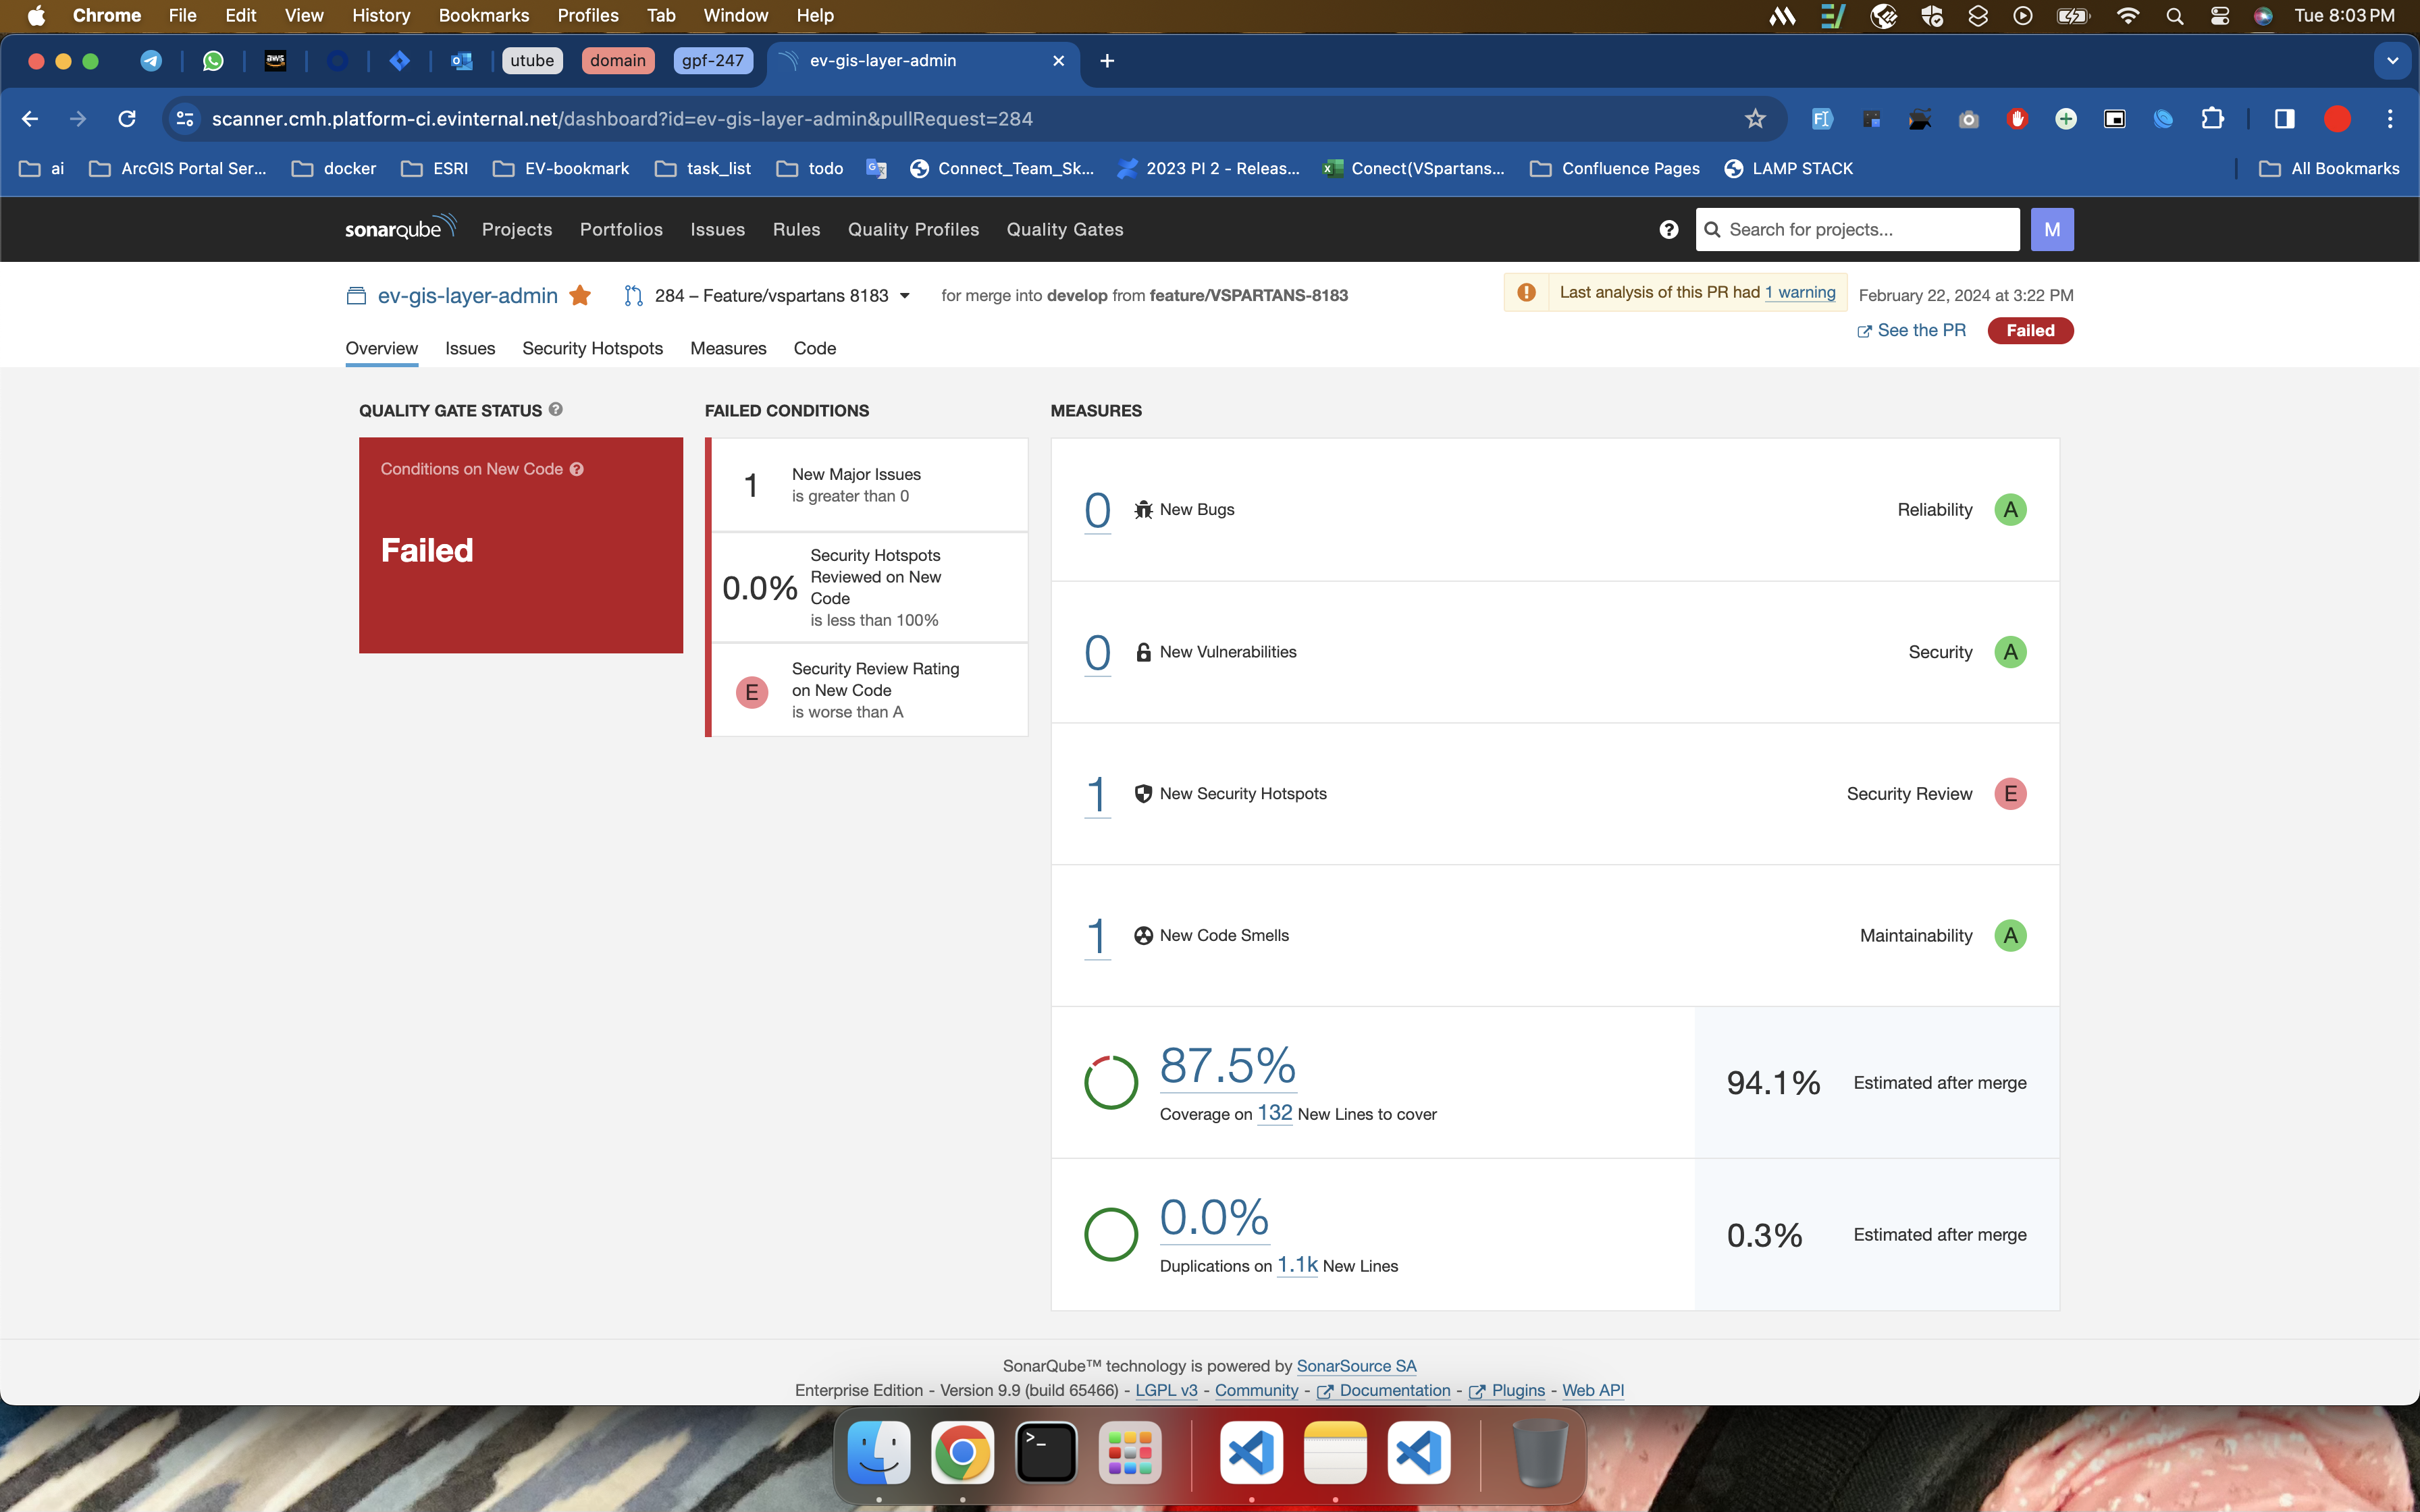 Chrome File Edit View History Bookmarks Profiles Tab Window Help
Tue 8:03 PM
aws
utube
domain
gpf-247
ev-gis-layer-admin
scanner.cmh.platform-ci.evinternal.net/dashboard?id=ev-gis-layer-admin&pullRequest=284
ai ArcGIS Portal Ser... docker ESRI EV-bookmark task_list todo Connect_Team_Sk... 2023 PI 2 - Releas... Conect(VSpartans... Confluence Pages LAMP STACK All Bookmarks
sonarqube Projects Portfolios Issues Rules Quality Profiles Quality Gates
Search for projects...
M
ev-gis-layer-admin 284 – Feature/vspartans 8183 for merge into develop from feature/VSPARTANS-8183
Last analysis of this PR had 1 warning
February 22, 2024 at 3:22 PM
See the PR Failed
Overview Issues Security Hotspots Measures Code
QUALITY GATE STATUS
Conditions on New Code
Failed
FAILED CONDITIONS
1 New Major Issues
is greater than 0
0.0% Security Hotspots
Reviewed on New
Code
is less than 100%
E Security Review Rating
on New Code
is worse than A
MEASURES
0 New Bugs Reliability A
0 New Vulnerabilities Security A
1 New Security Hotspots Security Review E
1 New Code Smells Maintainability A
87.5%
Coverage on 132 New Lines to cover
94.1% Estimated after merge
0.0%
Duplications on 1.1k New Lines
0.3% Estimated after merge
SonarQube™ technology is powered by SonarSource SA
Enterprise Edition - Version 9.9 (build 65466) - LGPL v3 - Community - Documentation - Plugins - Web API